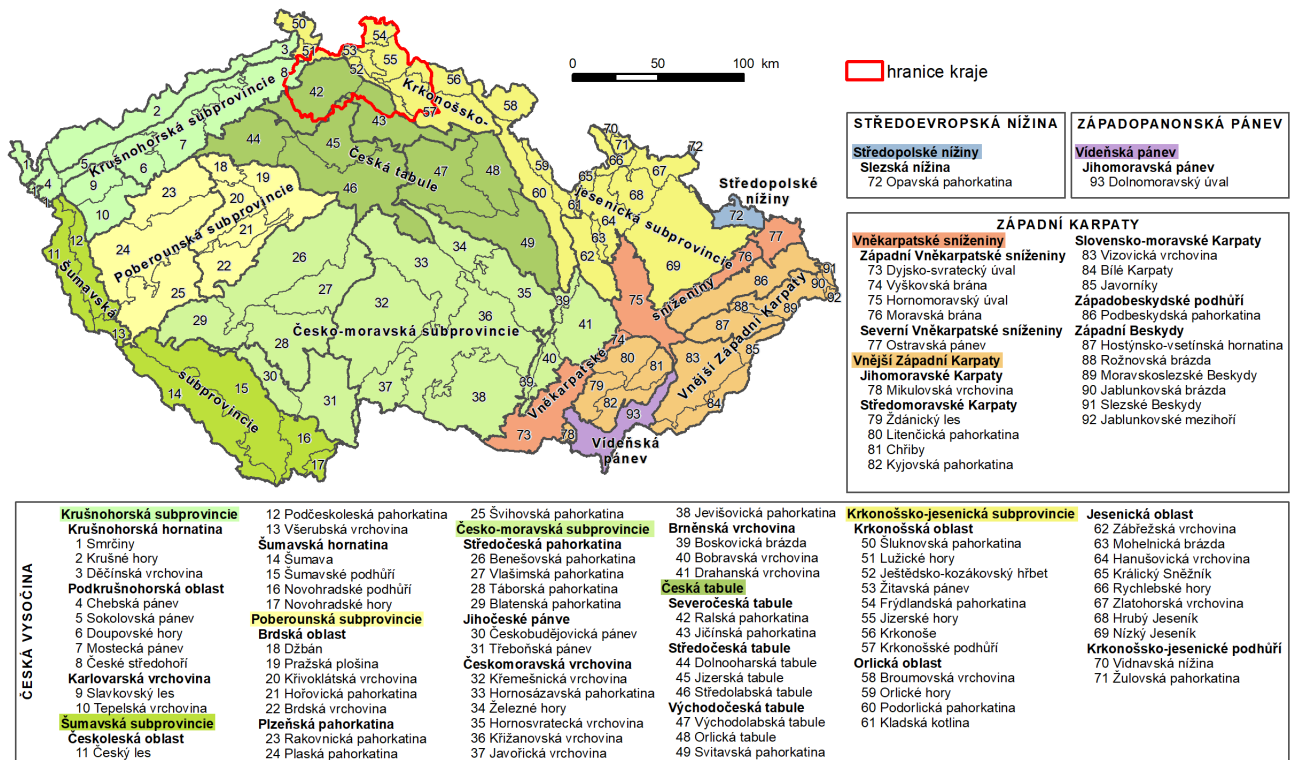 0 50 100 km
hranice kraje
Krušnohorská subprovincie
Poberounská subprovincie
Šumavská
subprovincie
Česká tabule
Česko-moravská subprovincie
Krkonošsko-
jesenická subprovincie
Středopolské
nížiny
Vněkarpatské
sníženiny
Vnější Západní Karpaty
Vídeňská
pánev
STŘEDOEVROPSKÁ NÍŽINA
Středopolské nížiny
Slezská nížina
72 Opavská pahorkatina
ZÁPADOPANONSKÁ PÁNEV
Vídeňská pánev
Jihomoravská pánev
93 Dolnomoravský úval
ZÁPADNÍ KARPATY
Vněkarpatské sníženiny
Západní Vněkarpatské sníženiny
73 Dyjsko-svratecký úval
74 Vyškovská brána
75 Hornomoravský úval
76 Moravská brána
Severní Vněkarpatské sníženiny
77 Ostravská pánev
Vnější Západní Karpaty
Jihomoravské Karpaty
78 Mikulovská vrchovina
Středomoravské Karpaty
79 Ždánický les
80 Litenčická pahorkatina
81 Chřiby
82 Kyjovská pahorkatina
Slovensko-moravské Karpaty
83 Vizovická vrchovina
84 Bílé Karpaty
85 Javorníky
Západobeskydské podhůří
86 Podbeskydská pahorkatina
Západní Beskydy
87 Hostýnsko-vsetínská hornatina
88 Rožnovská brázda
89 Moravskoslezské Beskydy
90 Jablunkovská brázda
91 Slezské Beskydy
92 Jablunkovské mezihoří
ČESKÁ VYSOČINA
Krušnohorská subprovincie
Krušnohorská hornatina
1 Smrčiny
2 Krušné hory
3 Děčínská vrchovina
Podkrušnohorská oblast
4 Chebská pánev
5 Sokolovská pánev
6 Doupovské hory
7 Mostecká pánev
8 České středohoří
Karlovarská vrchovina
9 Slavkovský les
10 Tepelská vrchovina
Šumavská subprovincie
Českoleská oblast
11 Český les
12 Podčeskoleská pahorkatina
13 Všerubská vrchovina
Šumavská hornatina
14 Šumava
15 Šumavské podhůří
16 Novohradské podhůří
17 Novohradské hory
Poberounská subprovincie
Brdská oblast
18 Džbán
19 Pražská plošina
20 Křivoklátská vrchovina
21 Hořovická pahorkatina
22 Brdská vrchovina
Plzeňská pahorkatina
23 Rakovnická pahorkatina
24 Plaská pahorkatina
25 Švihovská pahorkatina
Česko-moravská subprovincie
Středočeská pahorkatina
26 Benešovská pahorkatina
27 Vlašimská pahorkatina
28 Táborská pahorkatina
29 Blatenská pahorkatina
Jihočeské pánve
30 Českobudějovická pánev
31 Třeboňská pánev
Českomoravská vrchovina
32 Křemešnická vrchovina
33 Hornosázavská pahorkatina
34 Železné hory
35 Hornosvratecká vrchovina
36 Křižanovská vrchovina
37 Javořická vrchovina
38 Jevišovická pahorkatina
Brněnská vrchovina
39 Boskovická brázda
40 Bobravská vrchovina
41 Drahanská vrchovina
Česká tabule
Severočeská tabule
42 Ralská pahorkatina
43 Jičínská pahorkatina
Středočeská tabule
44 Dolnooharská tabule
45 Jizerská tabule
46 Středolabská tabule
Východočeská tabule
47 Východolabská tabule
48 Orlická tabule
49 Svitavská pahorkatina
Krkonošsko-jesenická subprovincie
Krkonošská oblast
50 Šluknovská pahorkatina
51 Lužické hory
52 Ještědsko-kozákovský hřbet
53 Žitavská pánev
54 Frýdlandská pahorkatina
55 Jizerské hory
56 Krkonoše
57 Krkonošské podhůří
Orlická oblast
58 Broumovská vrchovina
59 Orlické hory
60 Podorlická pahorkatina
61 Kladská kotlina
Jesenická oblast
62 Zábřežská vrchovina
63 Mohelnická brázda
64 Hanušovická vrchovina
65 Králický Sněžník
66 Rychlebské hory
67 Zlatohorská vrchovina
68 Hrubý Jeseník
69 Nízký Jeseník
Krkonošsko-jesenické podhůří
70 Vidnavská nížina
71 Žulovská pahorkatina